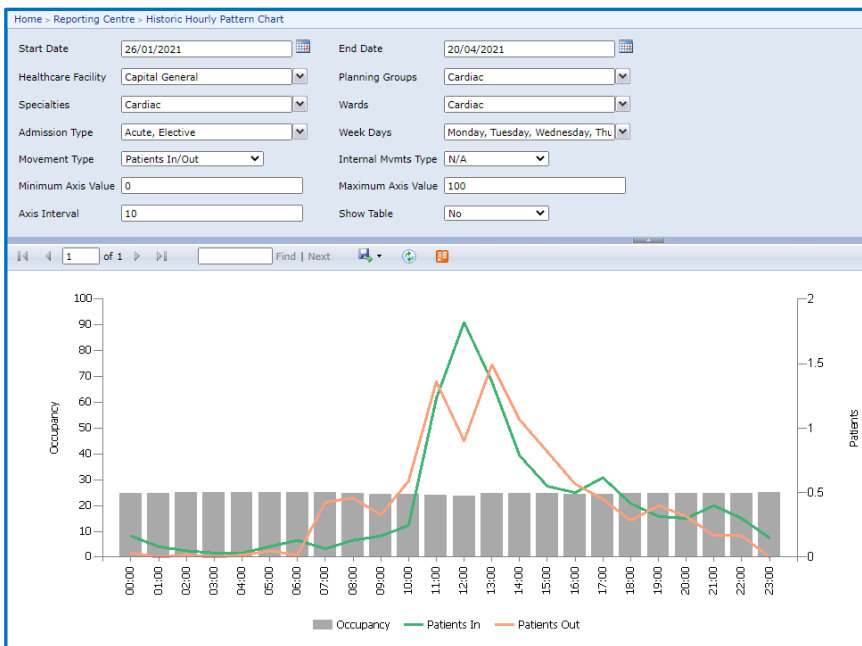 Home > Reporting Centre > Historic Hourly Pattern Chart
Start Date 26/01/2021 End Date 20/04/2021
Healthcare Facility Capital General Planning Groups Cardiac
Specialties Cardiac Wards Cardiac
Admission Type Acute, Elective Week Days Monday, Tuesday, Wednesday, Thu
Movement Type Patients In/Out Internal Mvmts Type N/A
Minimum Axis Value 0 Maximum Axis Value 100
Axis Interval 10 Show Table No
1 of 1 Find | Next
100
90
80
70
60
50
40
30
20
10
0
Occupancy
2
1.5
1
0.5
0
Patients
00:00 01:00 02:00 03:00 04:00 05:00 06:00 07:00 08:00 09:00 10:00 11:00 12:00 13:00 14:00 15:00 16:00 17:00 18:00 19:00 20:00 21:00 22:00 23:00
Occupancy Patients In Patients Out